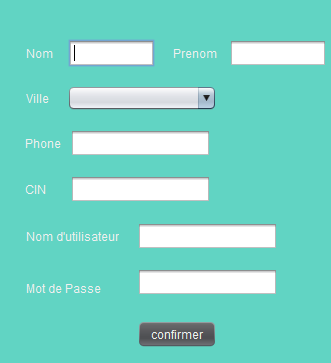 Nom Prenom
Ville
Phone
CIN
Nom d'utilisateur
Mot de Passe
confirmer